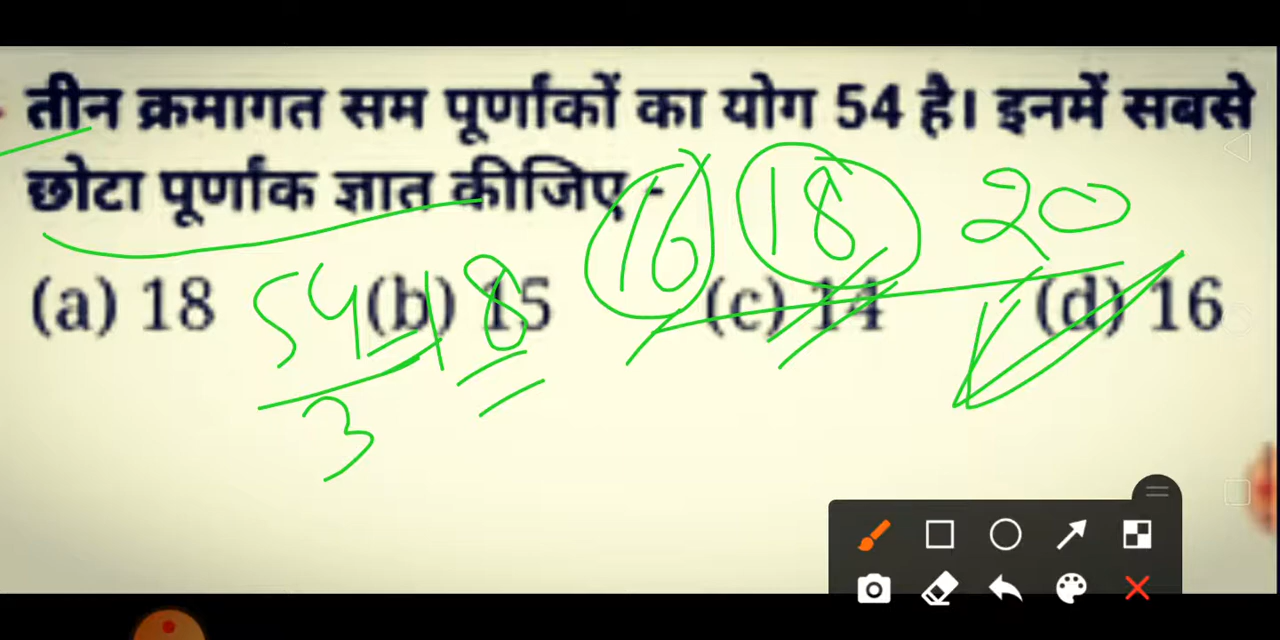 तीन क्रमागत सम पूर्णांकों का योग 54 है। इनमें सबसे
छोटा पूर्णांक ज्ञात कीजिए -
16 18 20
(a) 18 (b) 15 (c) 14 (d) 16
54 18
3